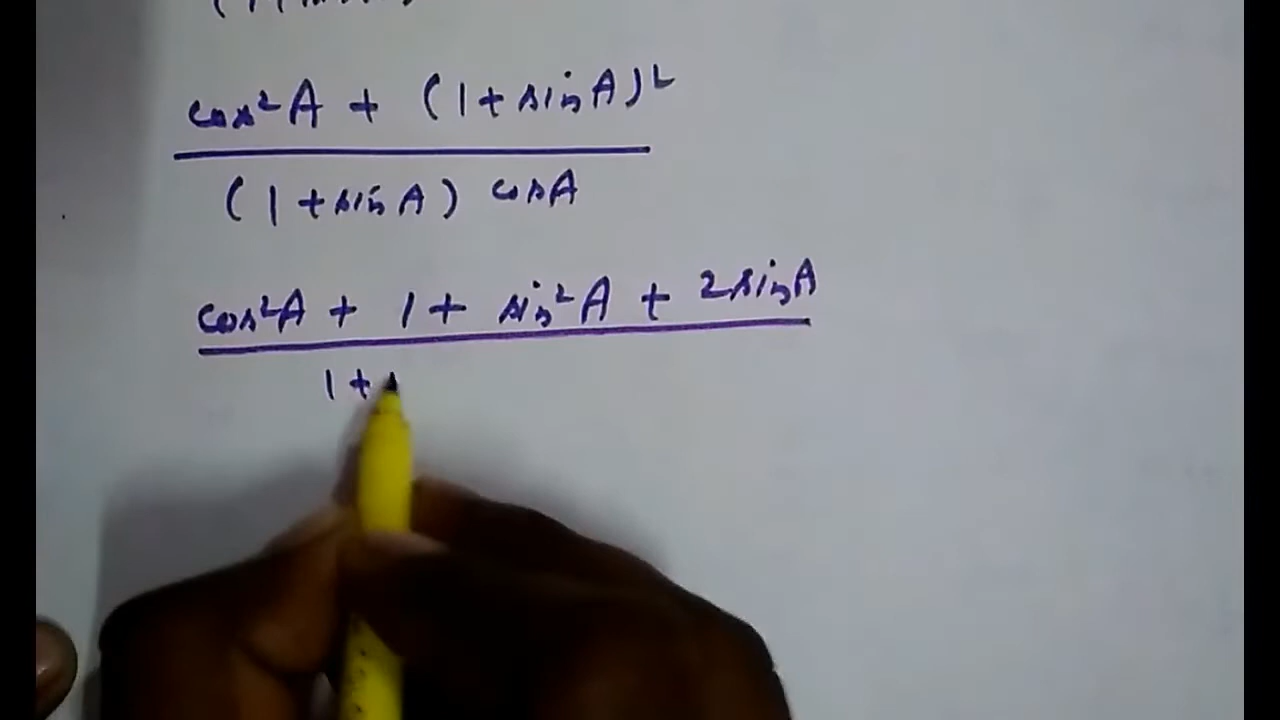 cos²A + (1 + sinA)²
(1 + sinA) cosA
cos²A + 1 + sin²A + 2sinA
1 +